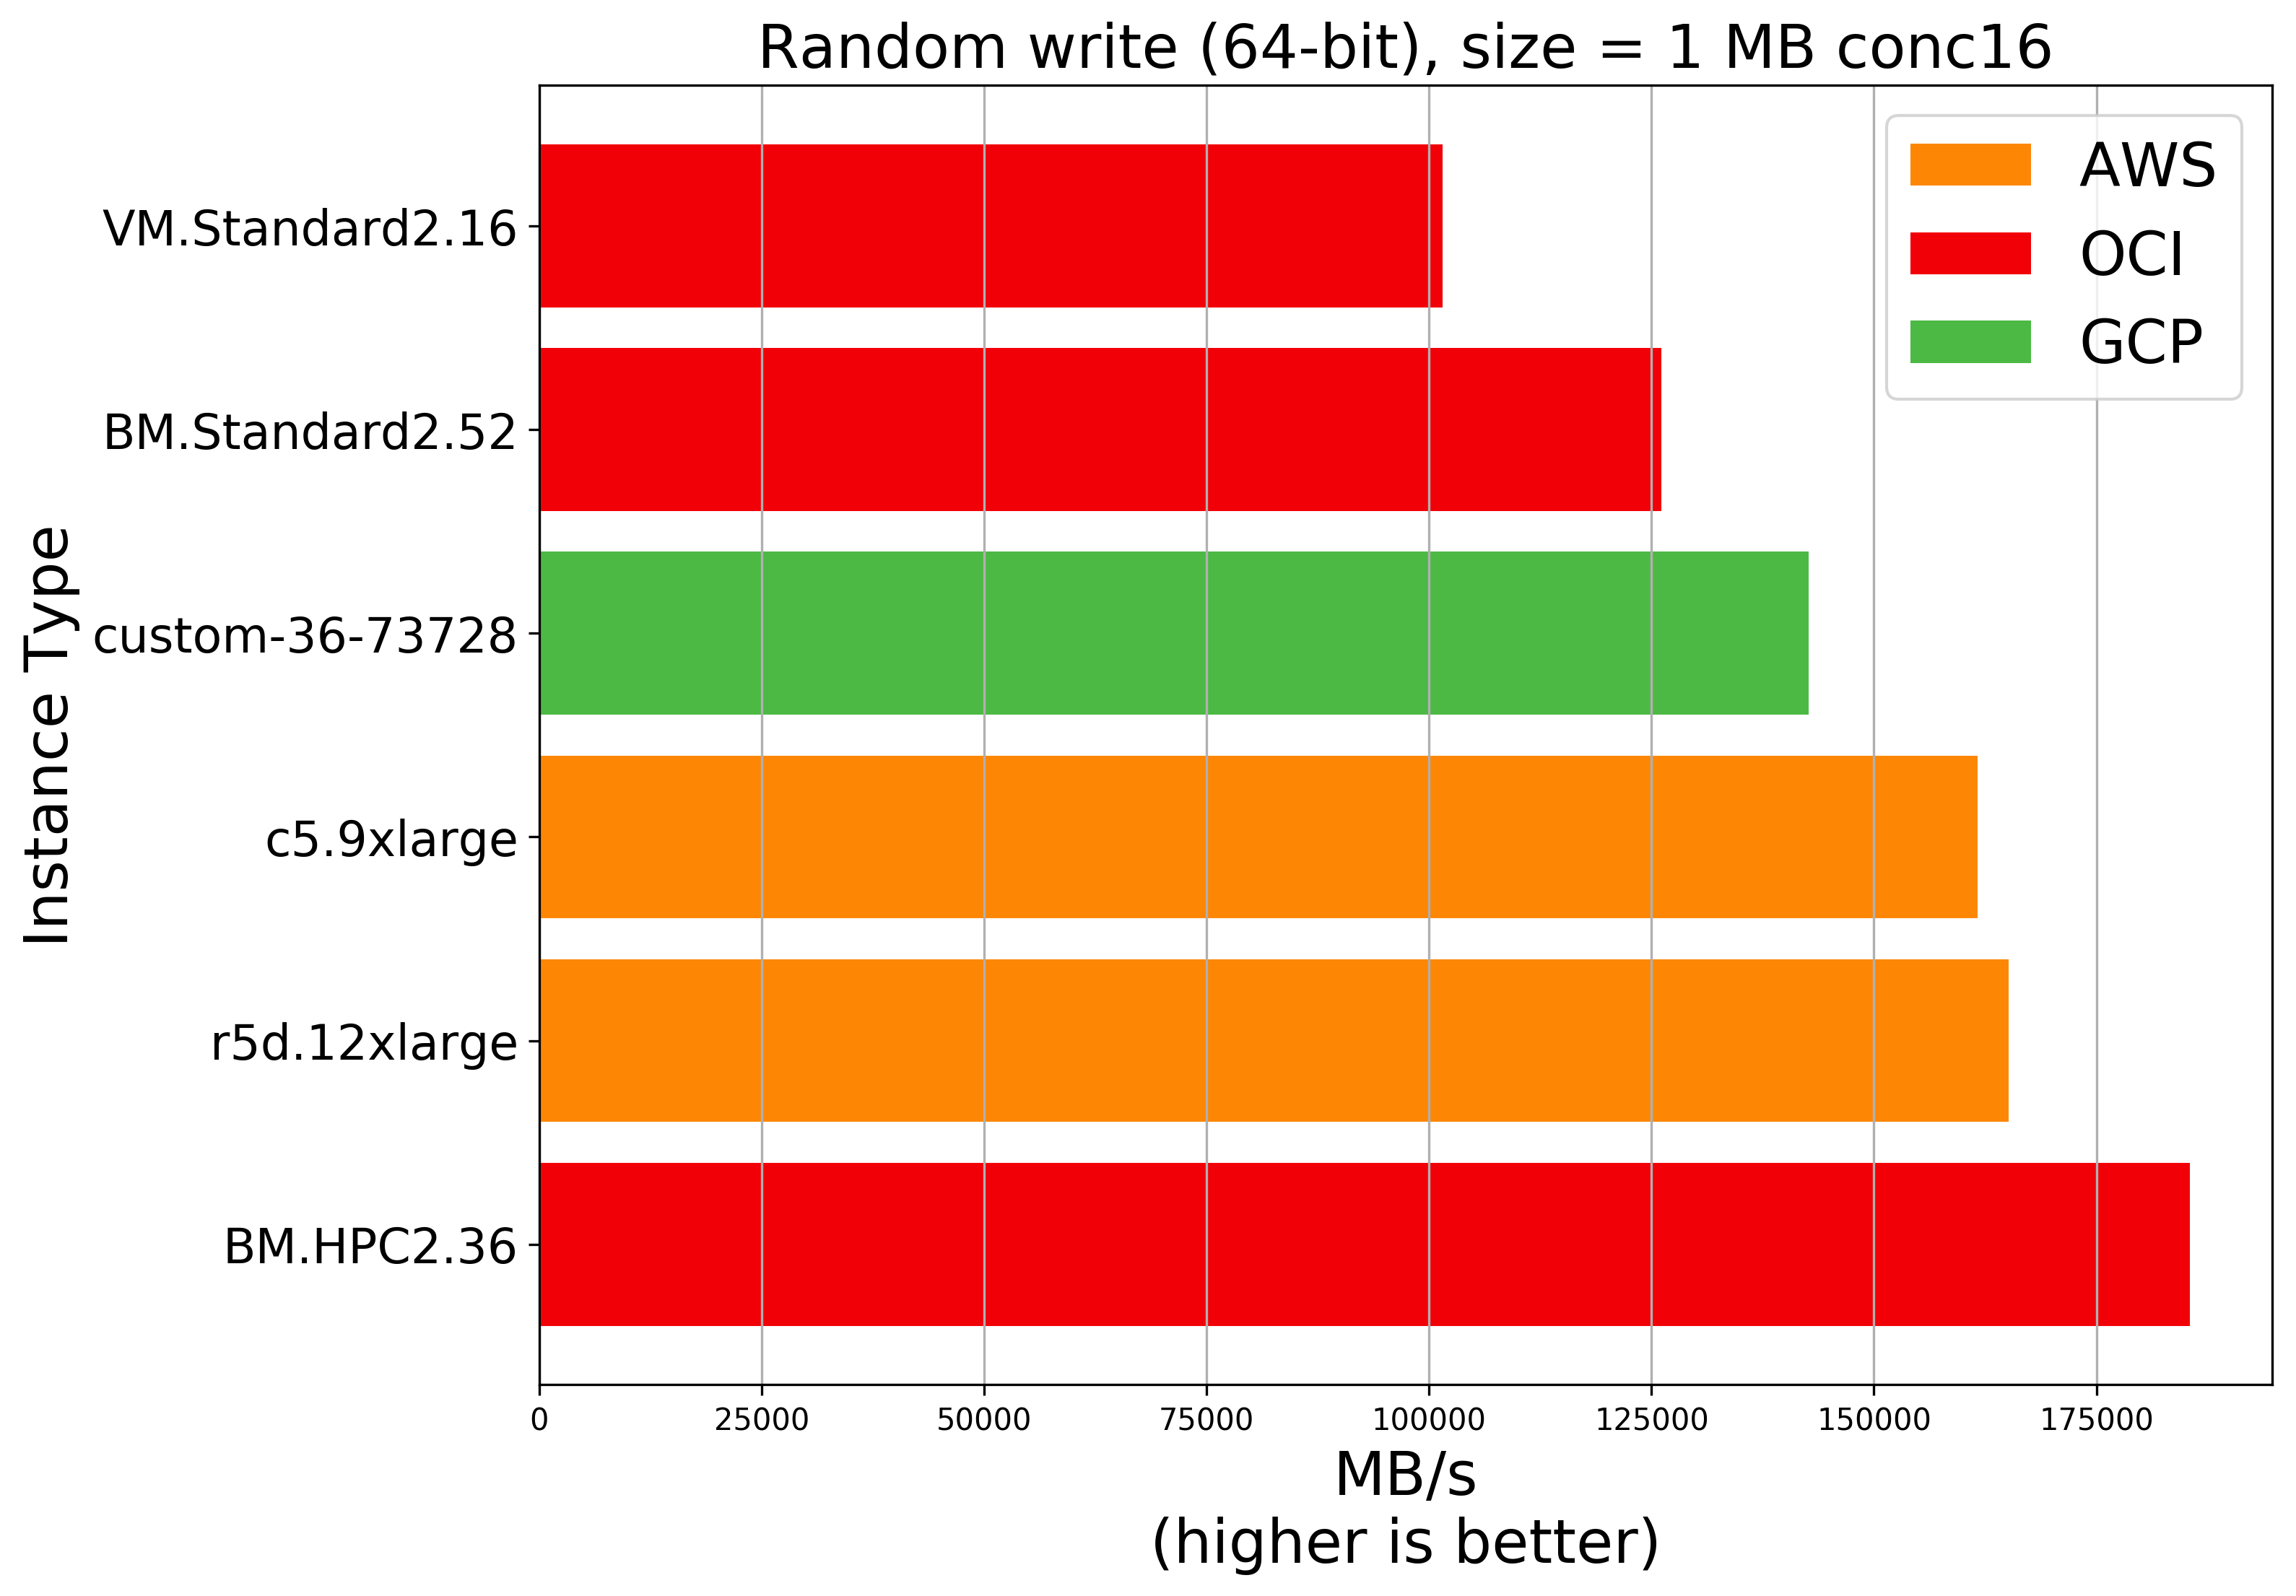 Random write (64-bit), size = 1 MB conc16
AWS
OCI
GCP
Instance Type
VM.Standard2.16
BM.Standard2.52
custom-36-73728
c5.9xlarge
r5d.12xlarge
BM.HPC2.36
0 25000 50000 75000 100000 125000 150000 175000
MB/s
(higher is better)